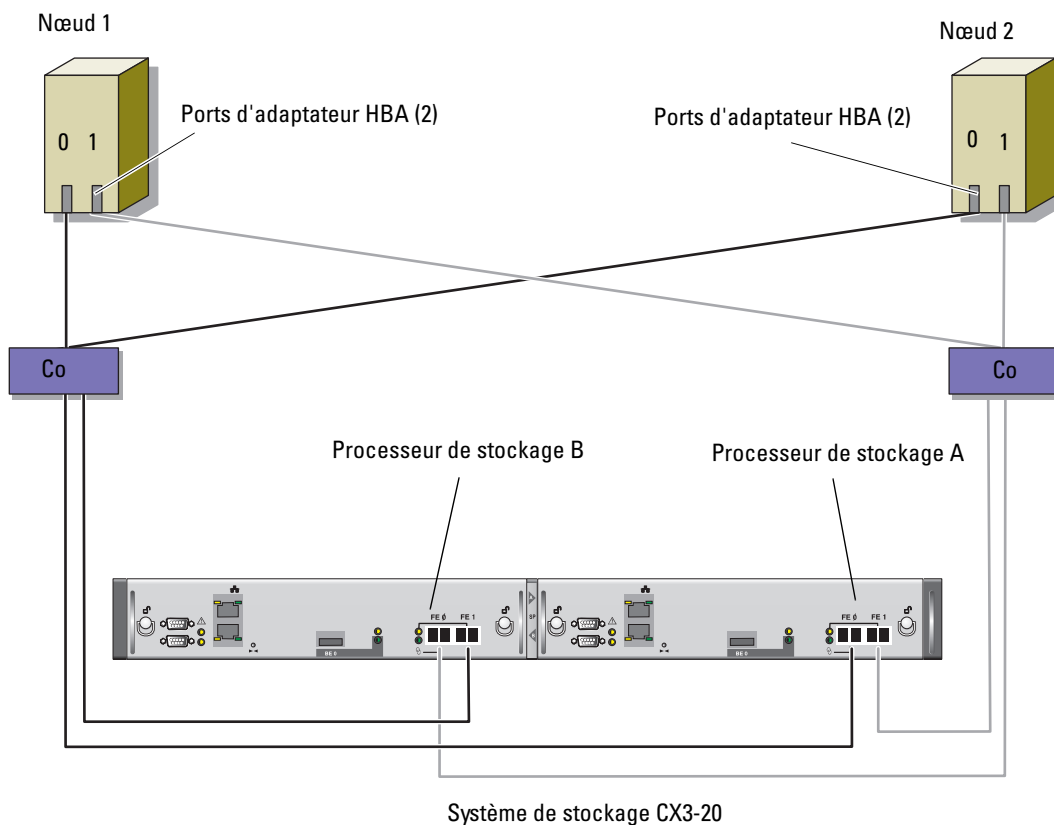 Nœud 1
Nœud 2
Ports d'adaptateur HBA (2)
Ports d'adaptateur HBA (2)
0 1
0 1
Co
Co
Processeur de stockage B
Processeur de stockage A
FE 0 FE 1
SP
FE 0 FE 1
BE 0
BE 0
Système de stockage CX3-20